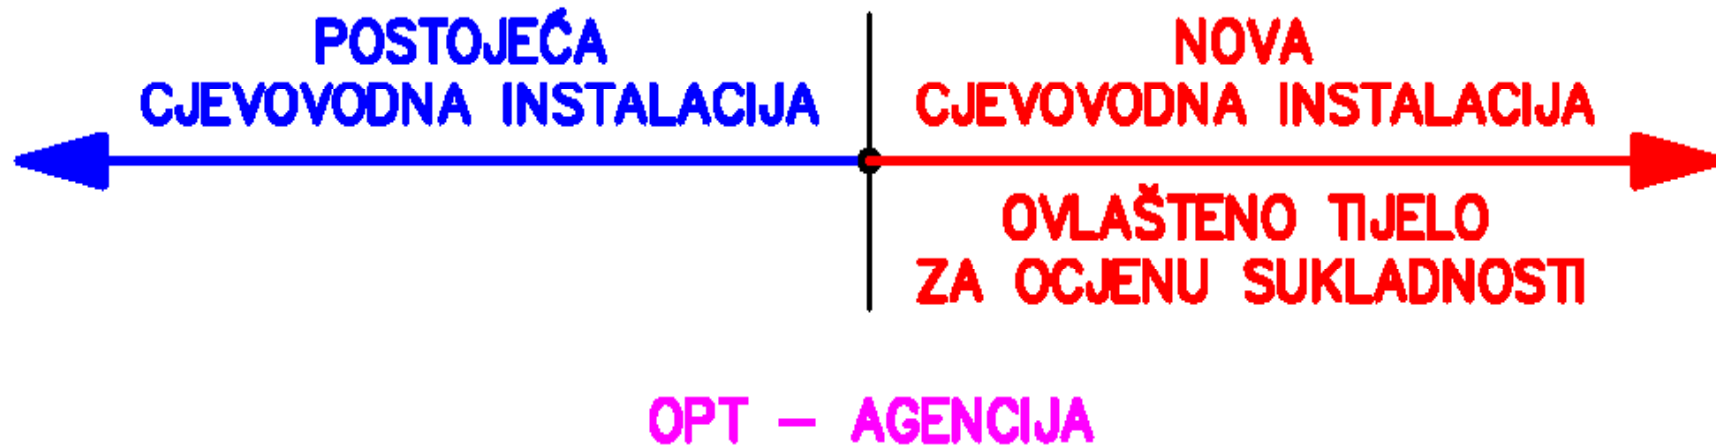 POSTOJEĆA
CJEVOVODNA INSTALACIJA
NOVA
CJEVOVODNA INSTALACIJA
OVLAŠTENO TIJELO
ZA OCJENU SUKLADNOSTI
OPT – AGENCIJA